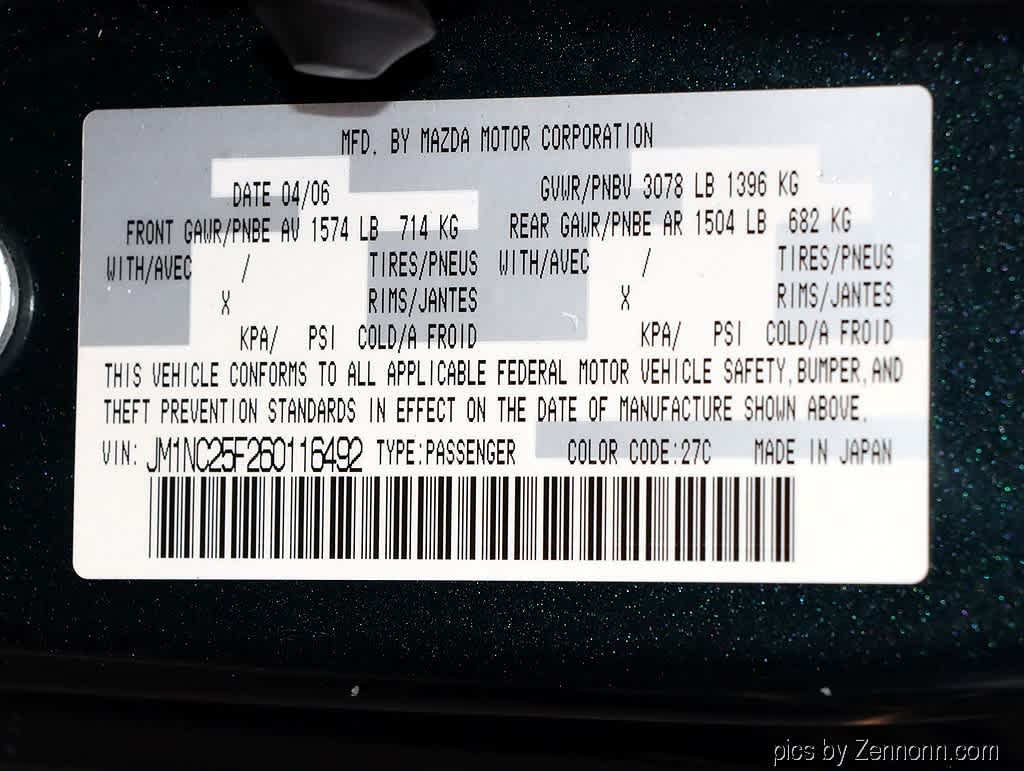 MFD. BY MAZDA MOTOR CORPORATION
DATE 04/06 GVWR/PNBV 3078 LB 1396 KG
FRONT GAWR/PNBE AV 1574 LB 714 KG REAR GAWR/PNBE AR 1504 LB 682 KG
WITH/AVEC / TIRES/PNEUS WITH/AVEC / TIRES/PNEUS
X RIMS/JANTES X RIMS/JANTES
KPA/ PSI COLD/A FROID KPA/ PSI COLD/A FROID
THIS VEHICLE CONFORMS TO ALL APPLICABLE FEDERAL MOTOR VEHICLE SAFETY, BUMPER, AND
THEFT PREVENTION STANDARDS IN EFFECT ON THE DATE OF MANUFACTURE SHOWN ABOVE.
VIN: JM1NC25F260116492 TYPE:PASSENGER COLOR CODE:27C MADE IN JAPAN
pics by Zennonn.com